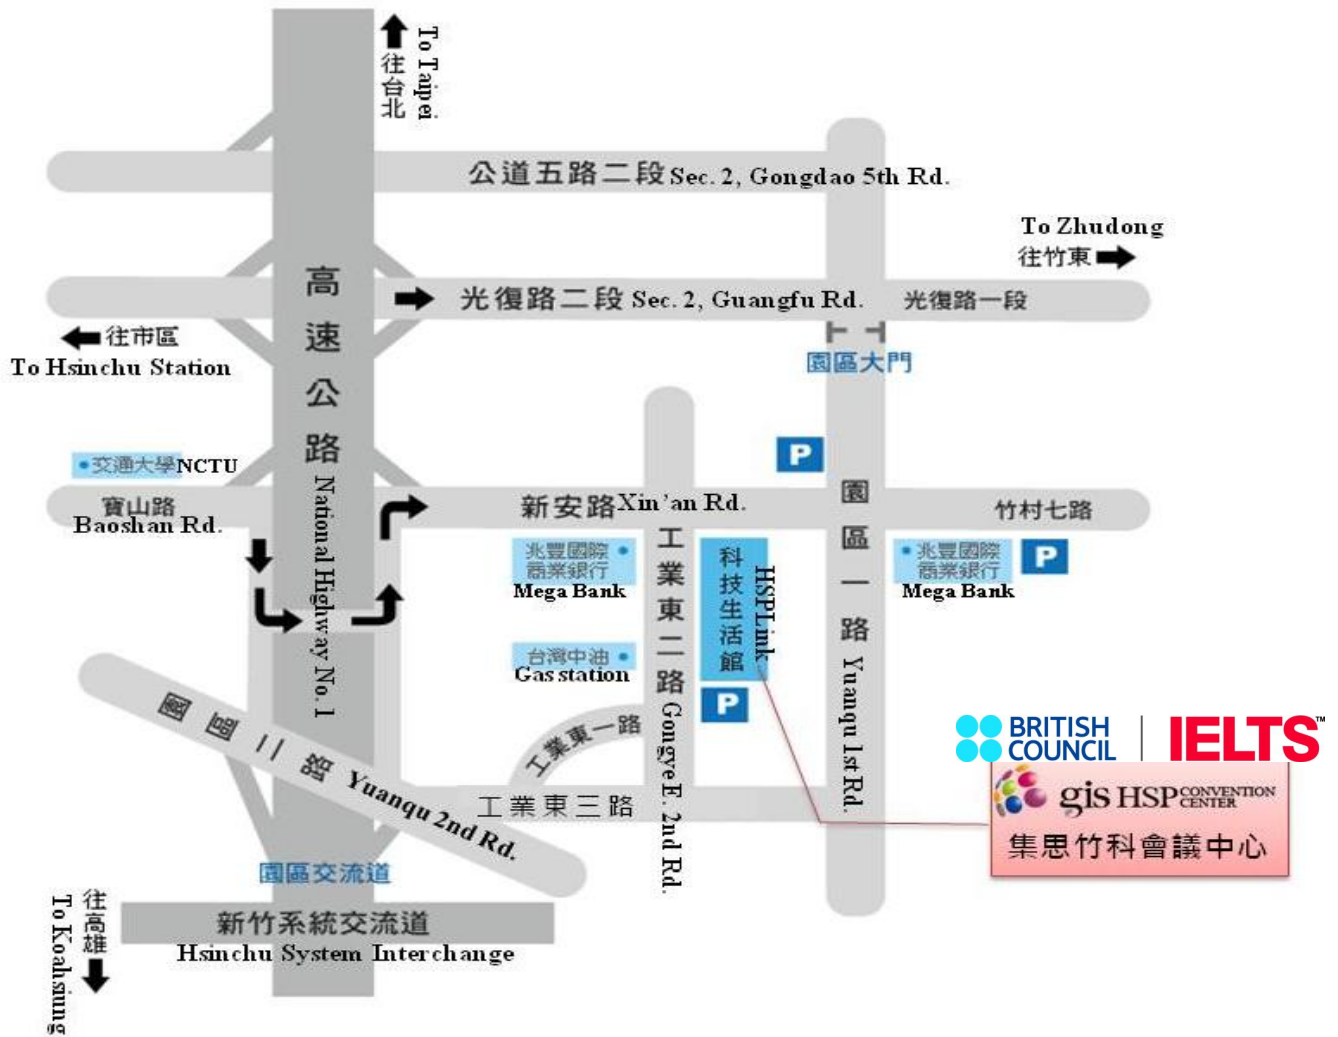 To Taipei
往台北
公道五路二段 Sec. 2, Gongdao 5th Rd.
To Zhudong
往竹東
高速公路
National Highway No. 1
光復路二段 Sec. 2, Guangfu Rd.
光復路一段
往市區
To Hsinchu Station
園區大門
交通大學 NCTU
P
寶山路
Baoshan Rd.
新安路 Xin'an Rd.
竹村七路
園區一路 Yuanqu 1st Rd.
兆豐國際
商業銀行
Mega Bank
工業東二路 Gongye E. 2nd Rd.
科技生活館
HSPLink
兆豐國際
商業銀行
Mega Bank
P
台灣中油
Gas station
P
園區二路 Yuanqu 2nd Rd.
工業東一路
工業東三路
BRITISH
COUNCIL
IELTS™
gis HSP CONVENTION
CENTER
集思竹科會議中心
園區交流道
新竹系統交流道
Hsinchu System Interchange
往高雄
To Koahsiung